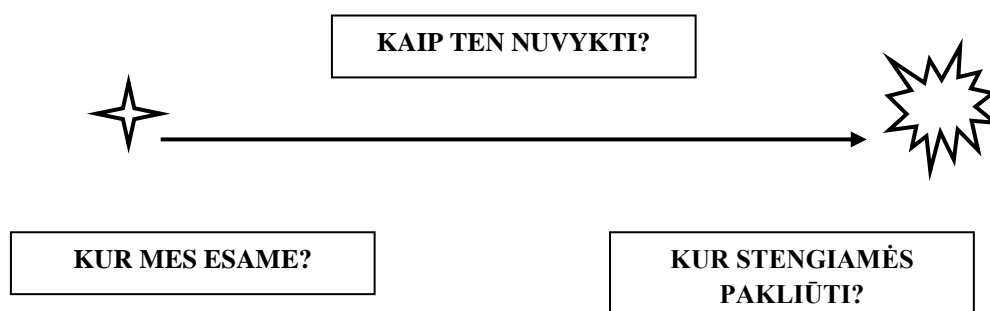 KAIP TEN NUVYKTI?
KUR MES ESAME?
KUR STENGIAMĖS
PAKLIŪTI?